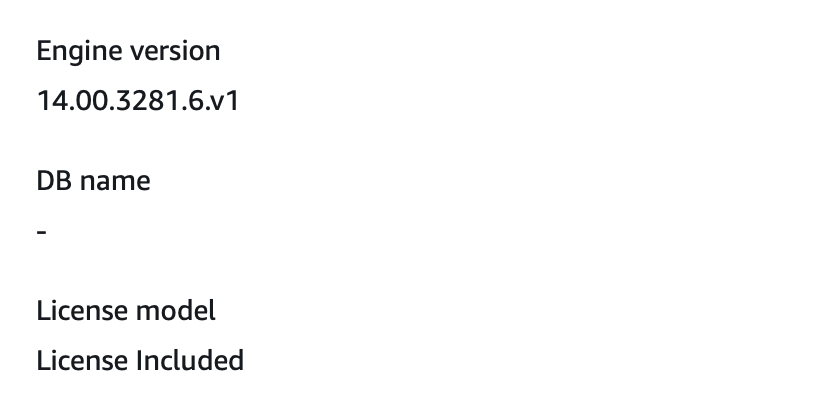 Engine version
14.00.3281.6.v1
DB name
-
License model
License Included